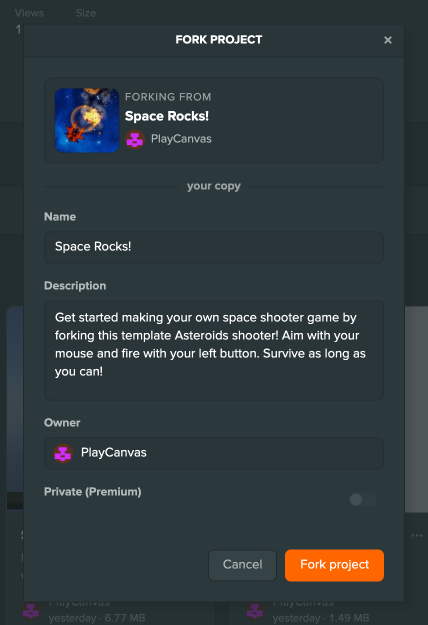 Views Size
1
FORK PROJECT
×
FORKING FROM
Space Rocks!
PlayCanvas
your copy
Name
Space Rocks!
Description
Get started making your own space shooter game by
forking this template Asteroids shooter! Aim with your
mouse and fire with your left button. Survive as long as
you can!
Owner
PlayCanvas
Private (Premium)
Cancel
Fork project
PlayCanvas PlayCanvas
yesterday · 6.77 MB yesterday · 1.49 MB